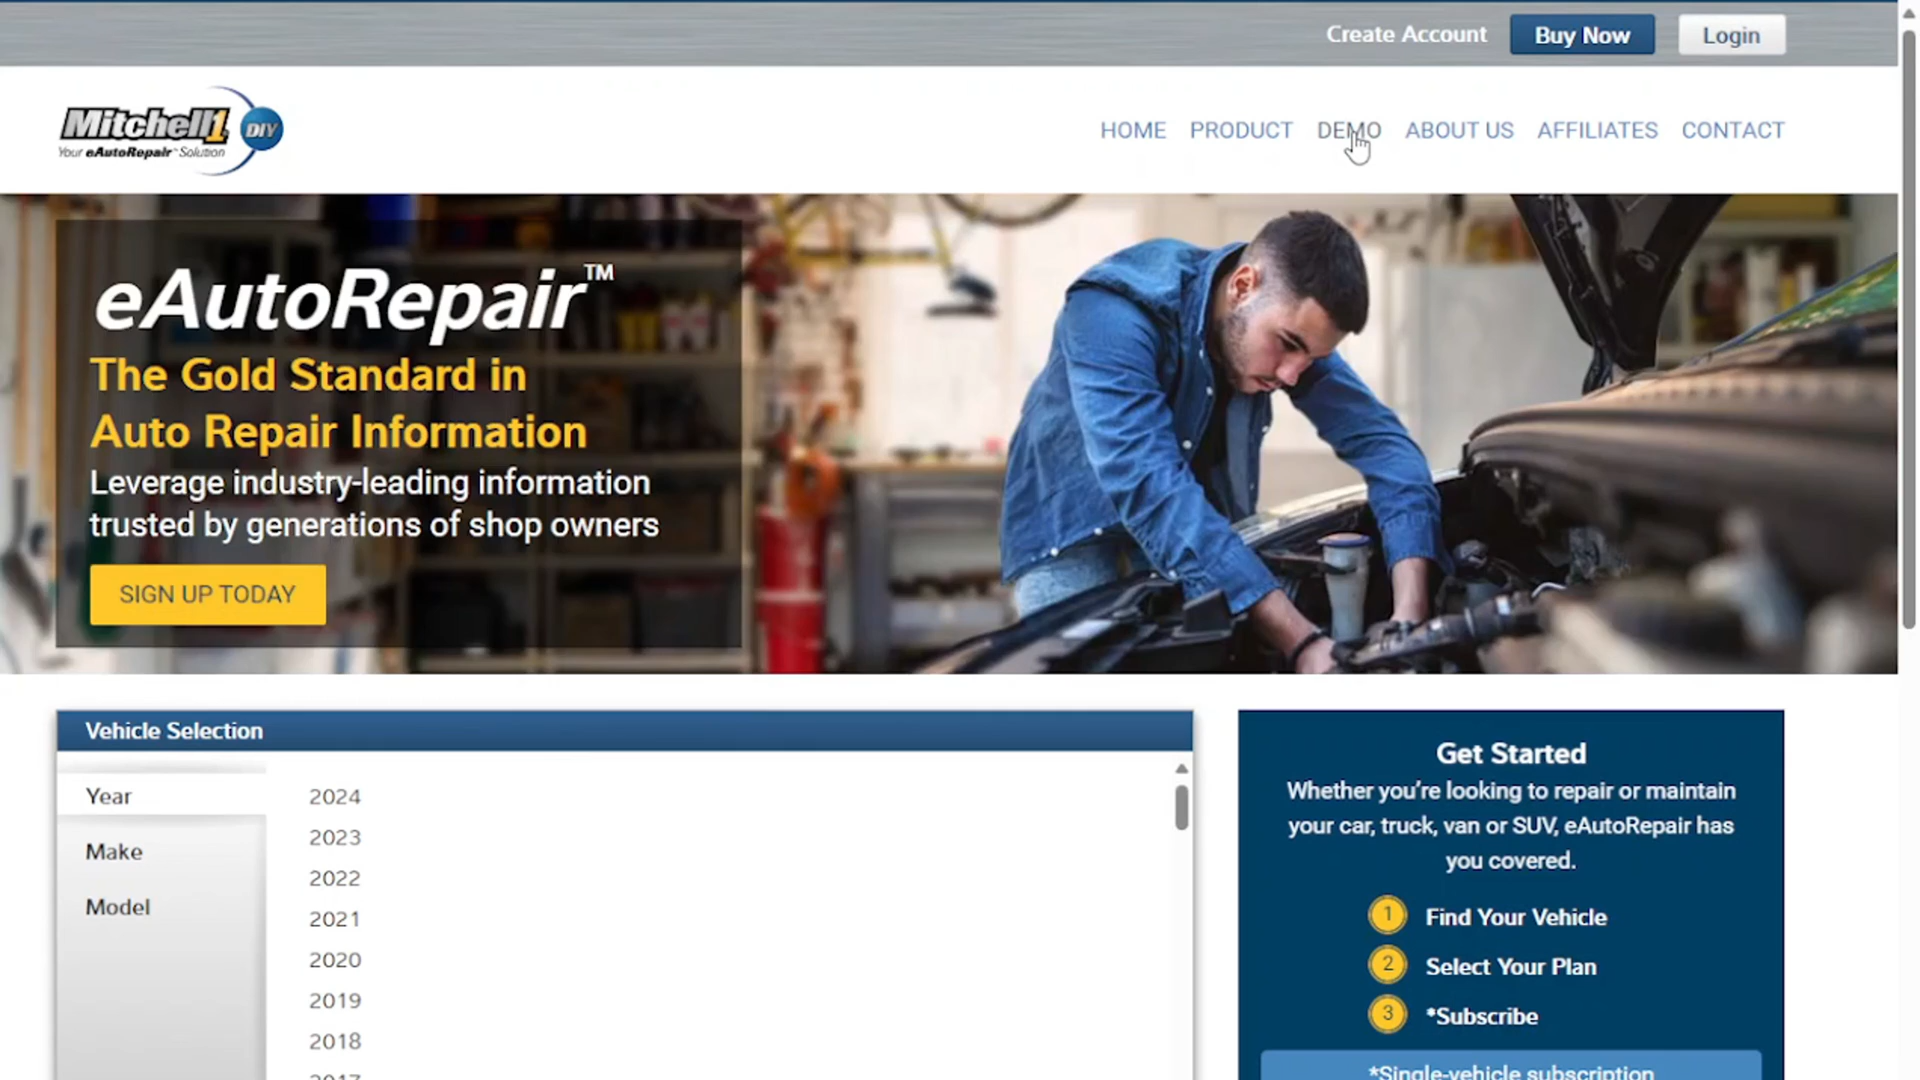 Create Account
Buy Now
Login
Mitchell1 DIY
Your eAutoRepair™ Solution
HOME
PRODUCT
DEMO
ABOUT US
AFFILIATES
CONTACT
eAutoRepair™
The Gold Standard in
Auto Repair Information
Leverage industry-leading information
trusted by generations of shop owners
SIGN UP TODAY
Vehicle Selection
Year
Make
Model
2024
2023
2022
2021
2020
2019
2018
2017
Get Started
Whether you're looking to repair or maintain
your car, truck, van or SUV, eAutoRepair has
you covered.
1 Find Your Vehicle
2 Select Your Plan
3 *Subscribe
*Single-vehicle subscription